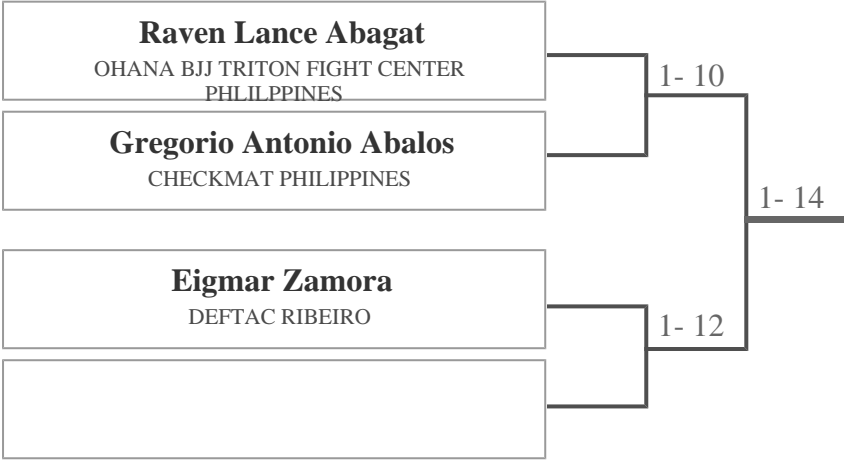 Raven Lance Abagat
OHANA BJJ TRITON FIGHT CENTER
PHLILPPINES
1- 10
Gregorio Antonio Abalos
CHECKMAT PHILIPPINES
1- 14
Eigmar Zamora
DEFTAC RIBEIRO
1- 12